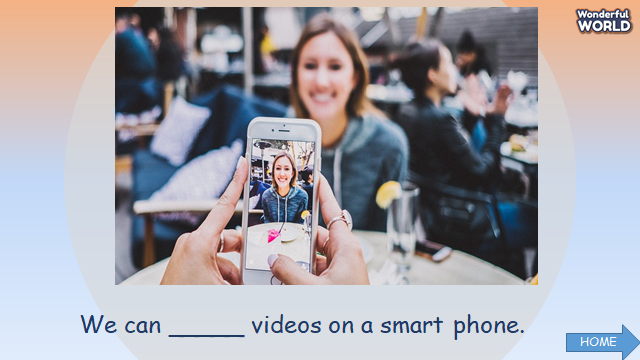 Wonderful
WORLD
We can _____ videos on a smart phone.
HOME